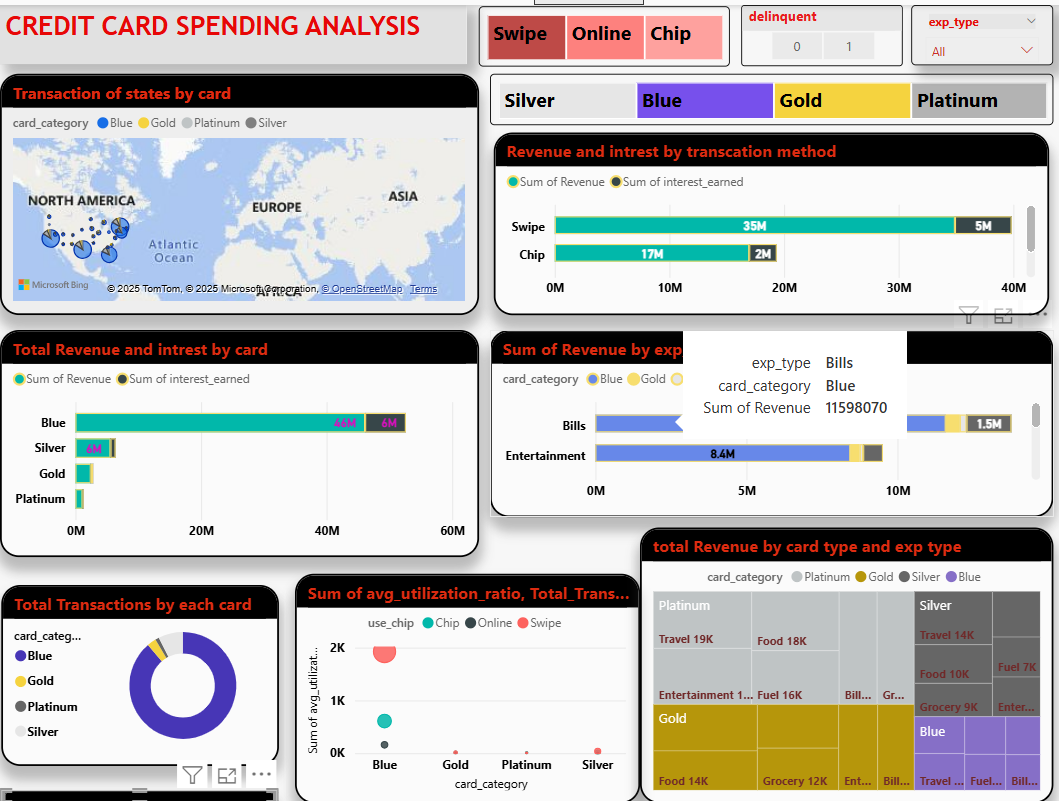 CREDIT CARD SPENDING ANALYSIS
Swipe Online Chip
delinquent
0 1
exp_type
All
Silver Blue Gold Platinum
Transaction of states by card
card_category Blue Gold Platinum Silver
NORTH AMERICA
EUROPE
ASIA
Atlantic
Ocean
AFRICA
Microsoft Bing
© 2025 TomTom, © 2025 Microsoft Corporation, © OpenStreetMap Terms
Revenue and intrest by transcation method
Sum of Revenue Sum of interest_earned
Swipe 35M 5M
Chip 17M 2M
0M 10M 20M 30M 40M
Total Revenue and intrest by card
Sum of Revenue Sum of interest_earned
Blue 46M 6M
Silver 6M
Gold
Platinum
0M 20M 40M 60M
Sum of Revenue by exp
card_category Blue Gold
exp_type Bills
card_category Blue
Sum of Revenue 11598070
Bills 1.5M
Entertainment 8.4M
0M 5M 10M
Total Transactions by each card
card_categ...
Blue
Gold
Platinum
Silver
Sum of avg_utilization_ratio, Total_Trans...
use_chip Chip Online Swipe
Sum of avg_utilizat...
2K
1K
0K
Blue Gold Platinum Silver
card_category
total Revenue by card type and exp type
card_category Platinum Gold Silver Blue
Platinum
Travel 19K
Food 18K
Entertainment 1...
Fuel 16K
Bill...
Gr...
Gold
Food 14K
Grocery 12K
Ent...
Bill...
Silver
Travel 14K
Food 10K
Fuel 7K
Grocery 9K
Enter...
Blue
Travel ...
Fuel...
Bill...